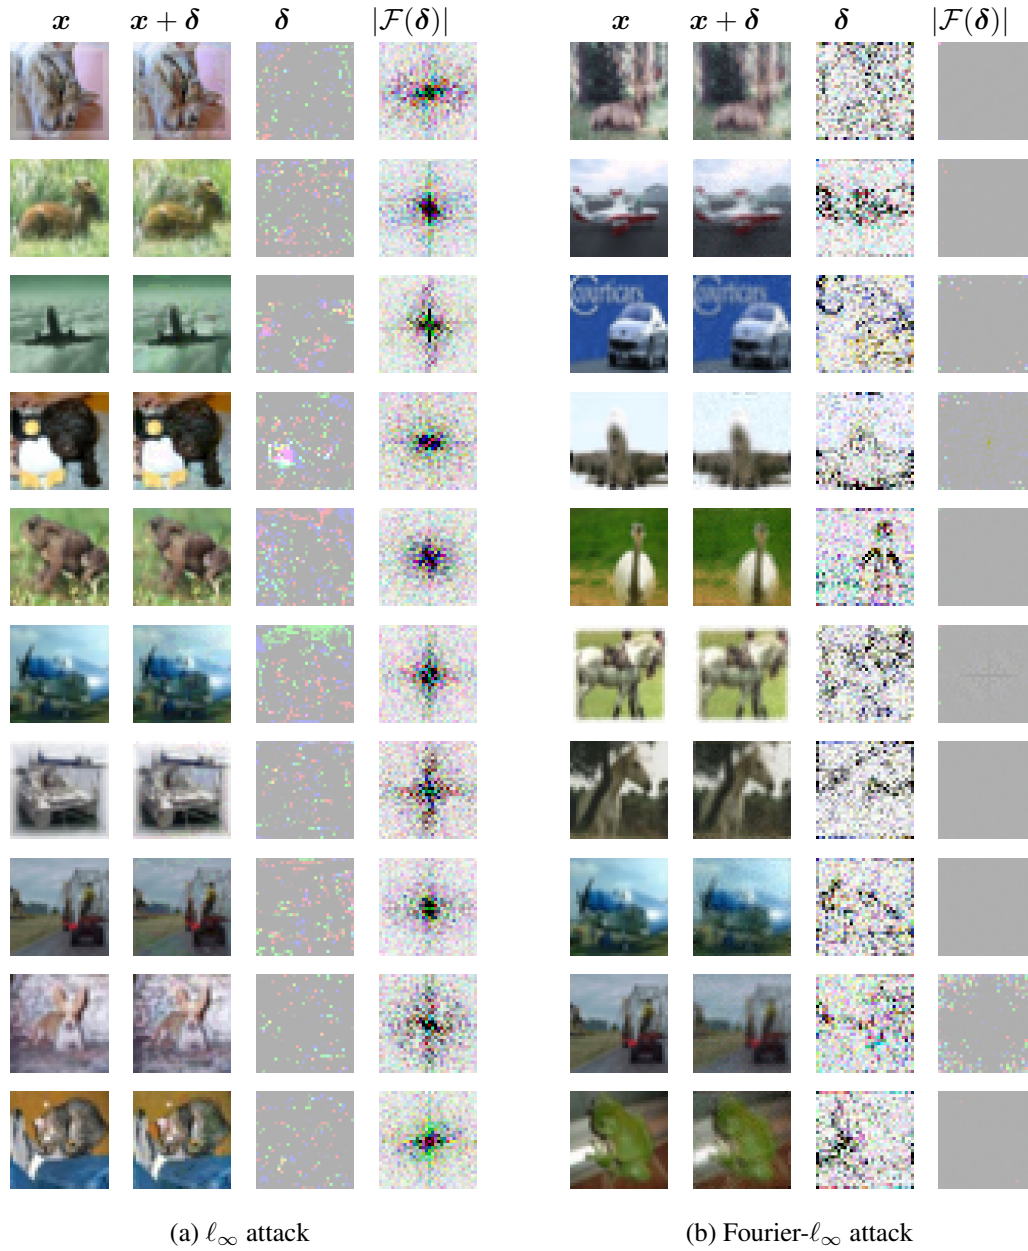 x x + δ δ |F(δ)| x x + δ δ |F(δ)|
(a) ℓ∞ attack (b) Fourier-ℓ∞ attack